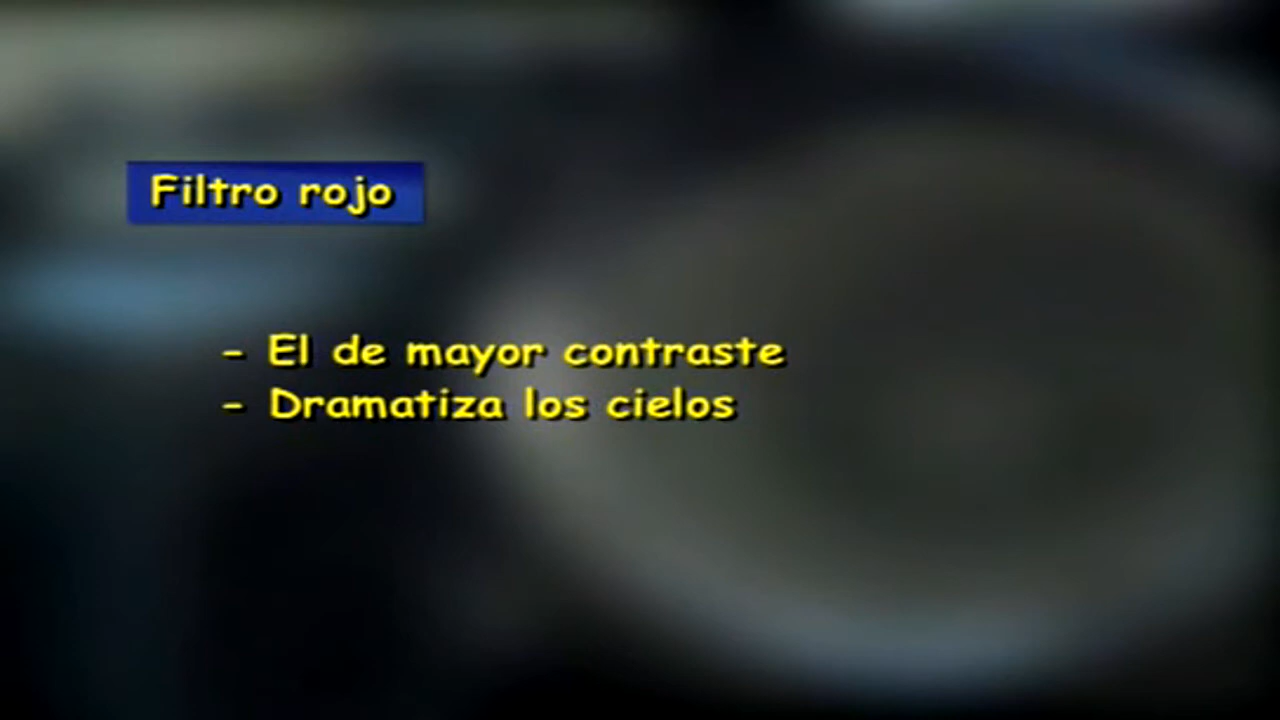 Filtro rojo
- El de mayor contraste
- Dramatiza los cielos